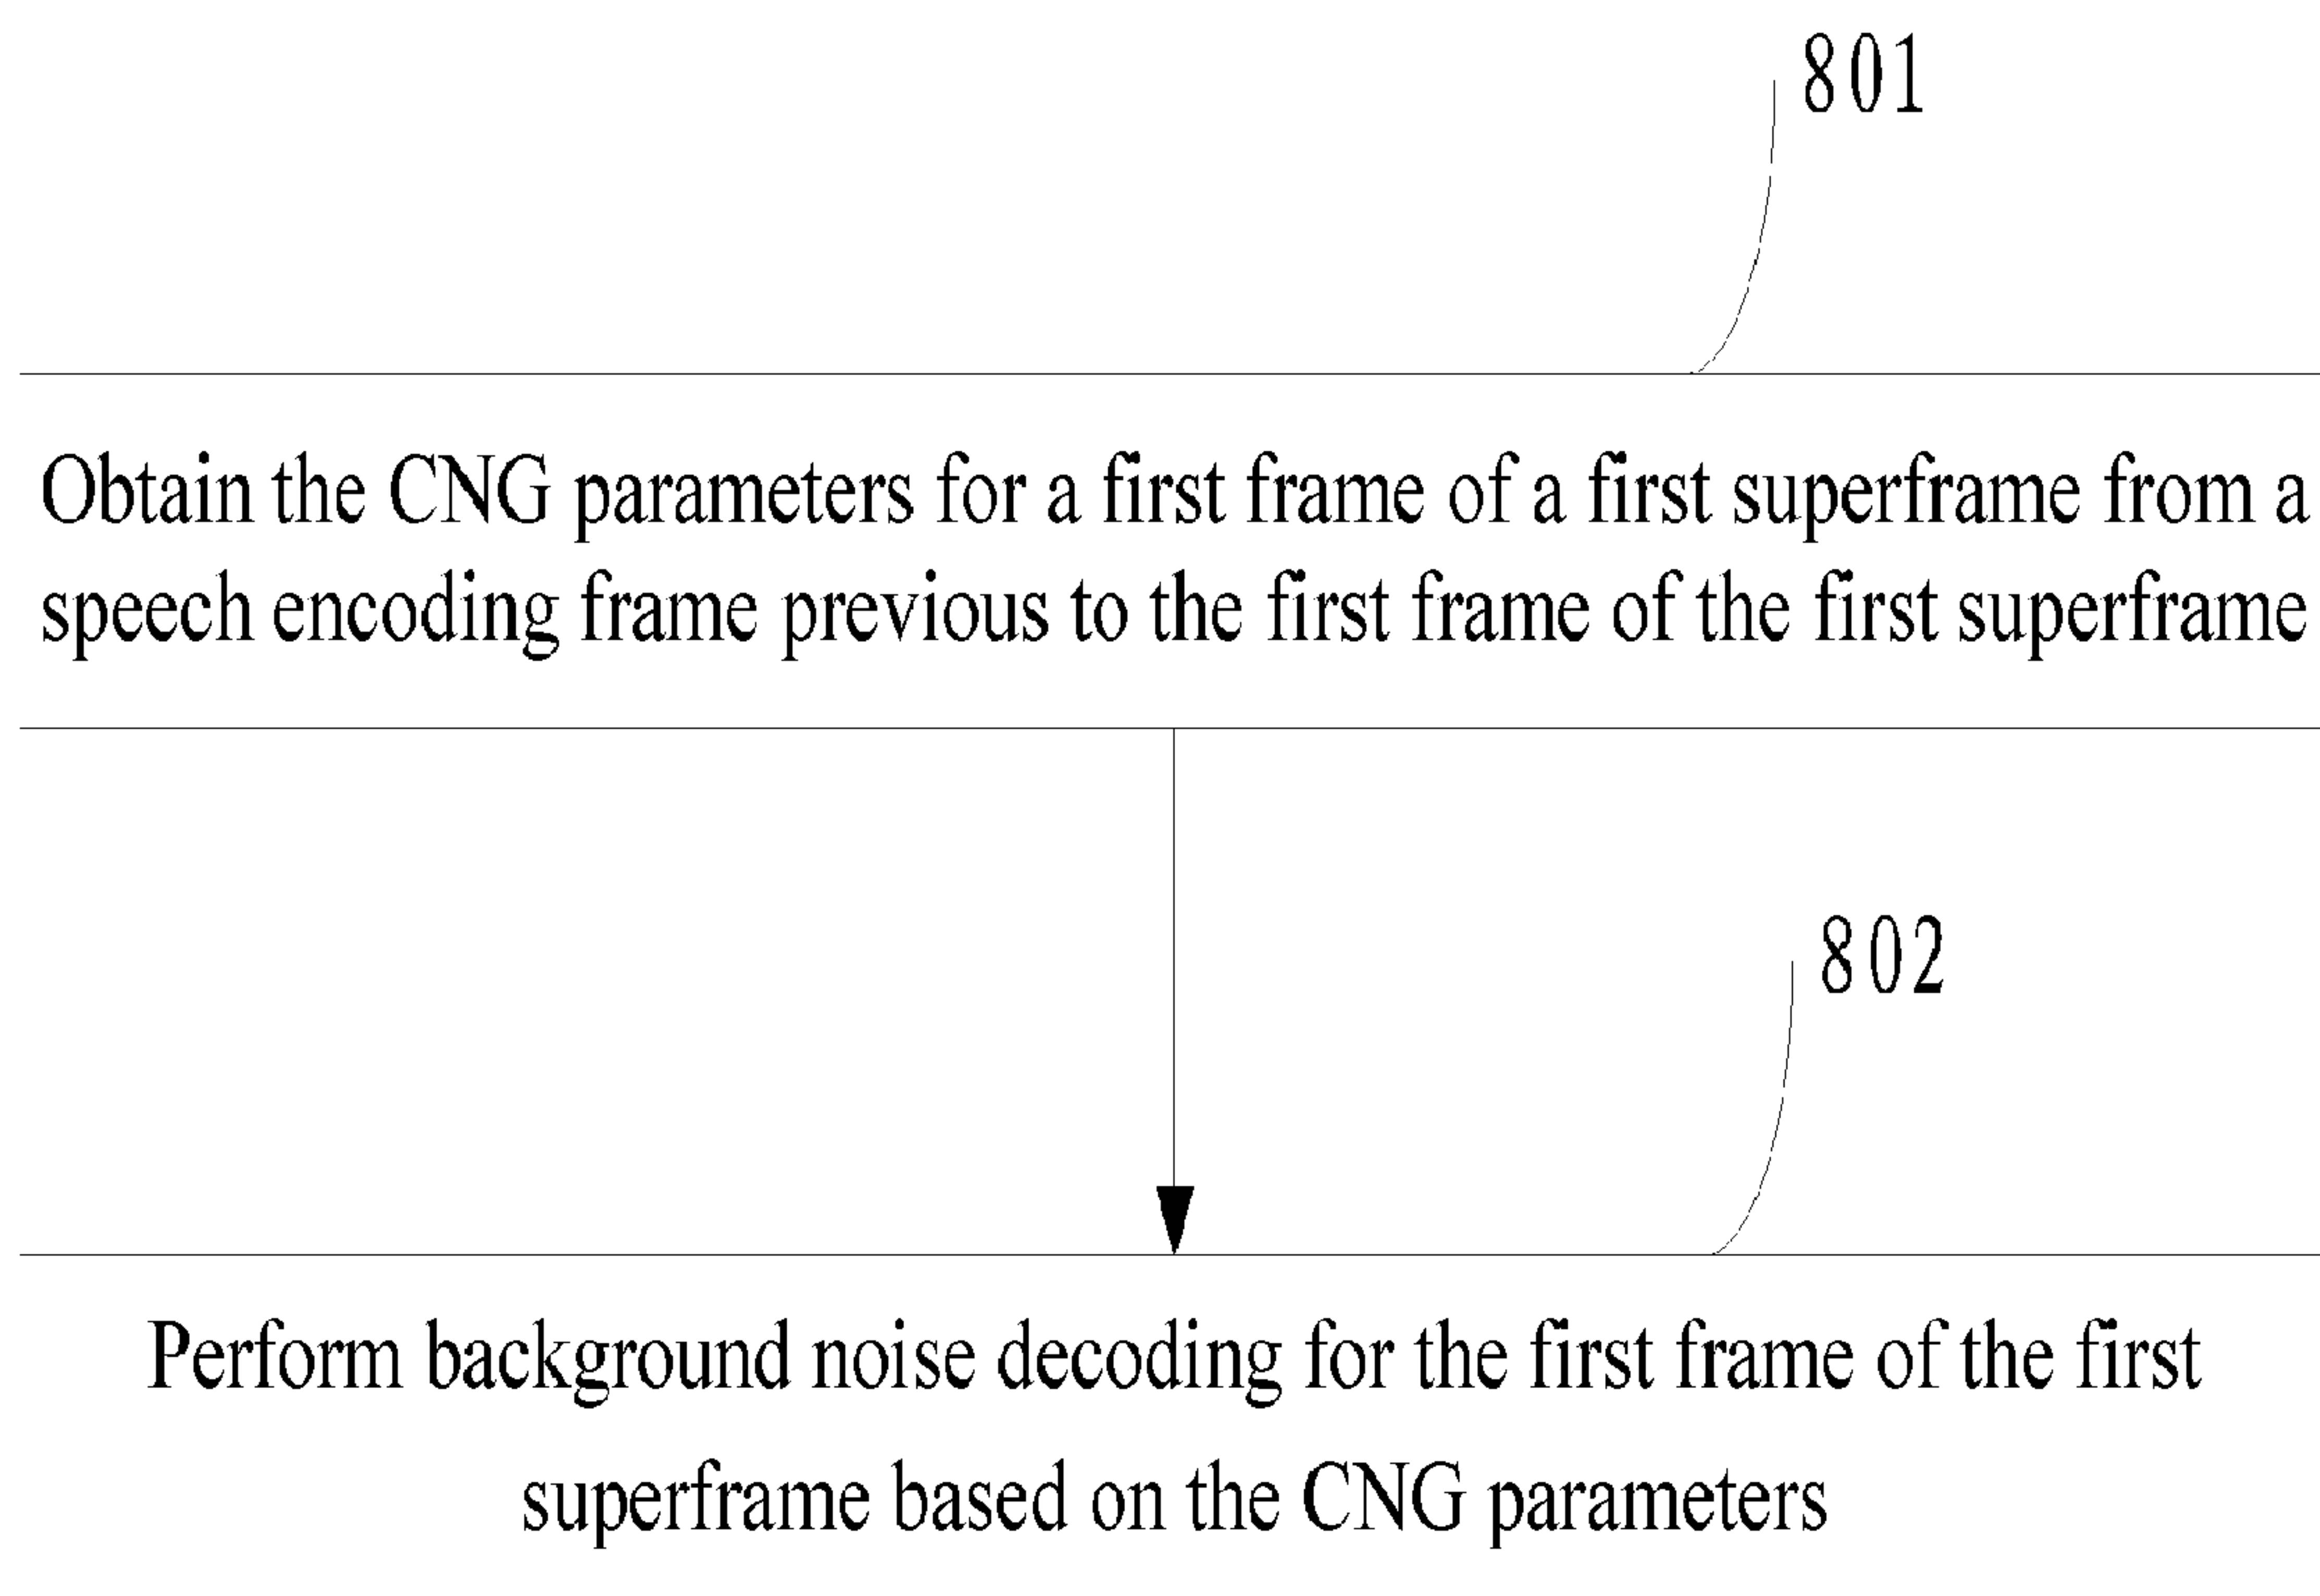 801
Obtain the CNG parameters for a first frame of a first superframe from a
speech encoding frame previous to the first frame of the first superframe
802
Perform background noise decoding for the first frame of the first
superframe based on the CNG parameters